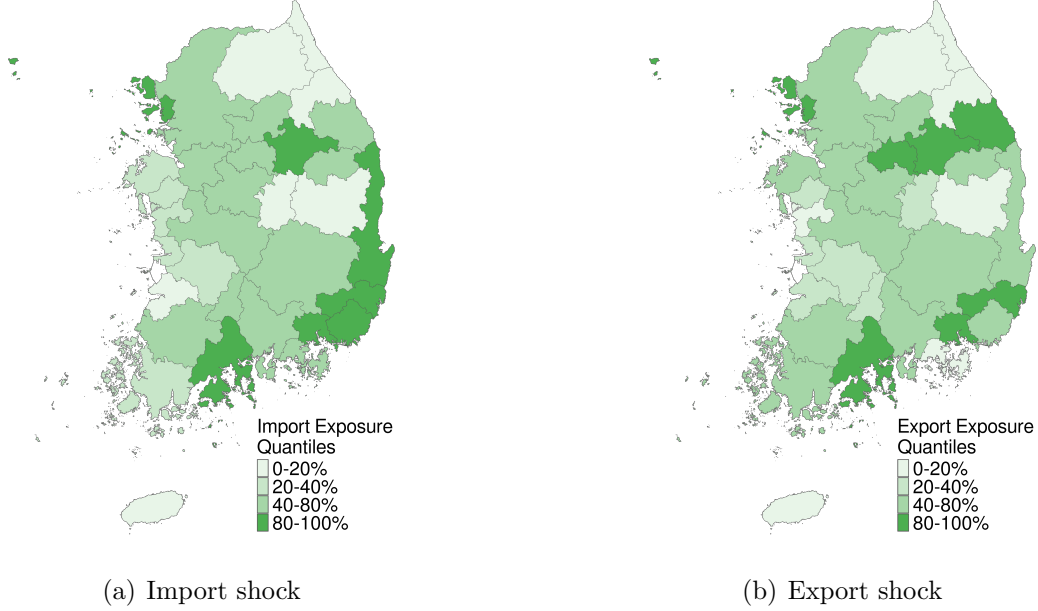 Import Exposure
Quantiles
0-20%
20-40%
40-80%
80-100%
(a) Import shock
Export Exposure
Quantiles
0-20%
20-40%
40-80%
80-100%
(b) Export shock